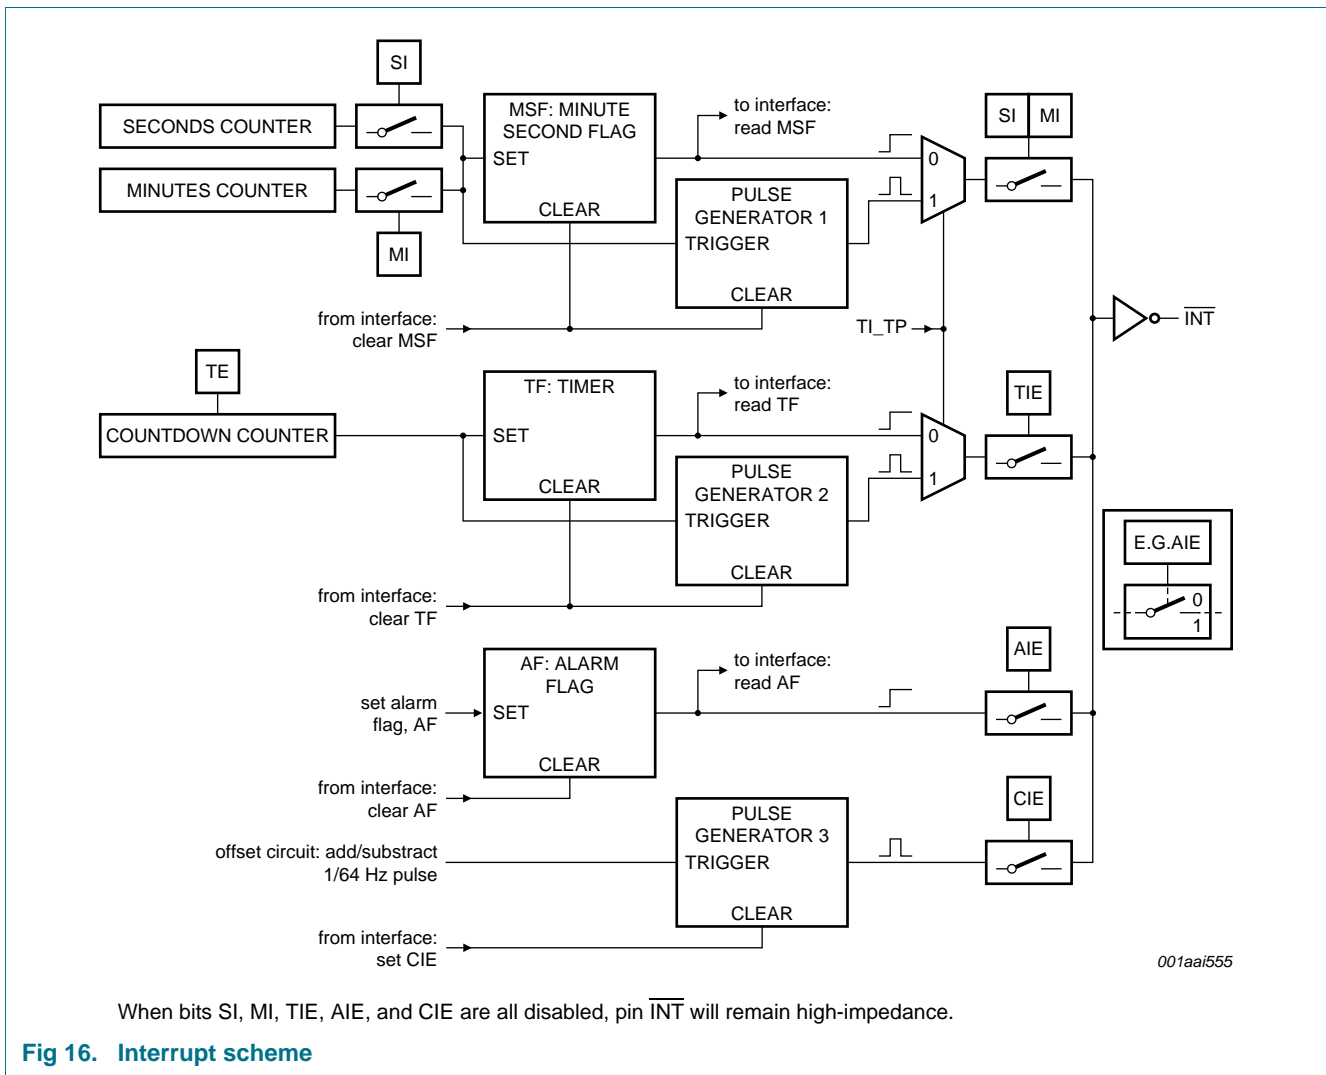 SI
SECONDS COUNTER
MSF: MINUTE
SECOND FLAG
SET
CLEAR
to interface:
read MSF
0
1
SI MI
MINUTES COUNTER
MI
PULSE
GENERATOR 1
TRIGGER
CLEAR
from interface:
clear MSF
TI_TP
INT
TE
COUNTDOWN COUNTER
TF: TIMER
SET
CLEAR
to interface:
read TF
0
1
TIE
PULSE
GENERATOR 2
TRIGGER
CLEAR
from interface:
clear TF
E.G.AIE
0
1
AF: ALARM
FLAG
SET
CLEAR
to interface:
read AF
AIE
set alarm
flag, AF
from interface:
clear AF
PULSE
GENERATOR 3
TRIGGER
CLEAR
CIE
offset circuit: add/substract
1/64 Hz pulse
from interface:
set CIE
001aai555
When bits SI, MI, TIE, AIE, and CIE are all disabled, pin INT will remain high-impedance.
Fig 16. Interrupt scheme